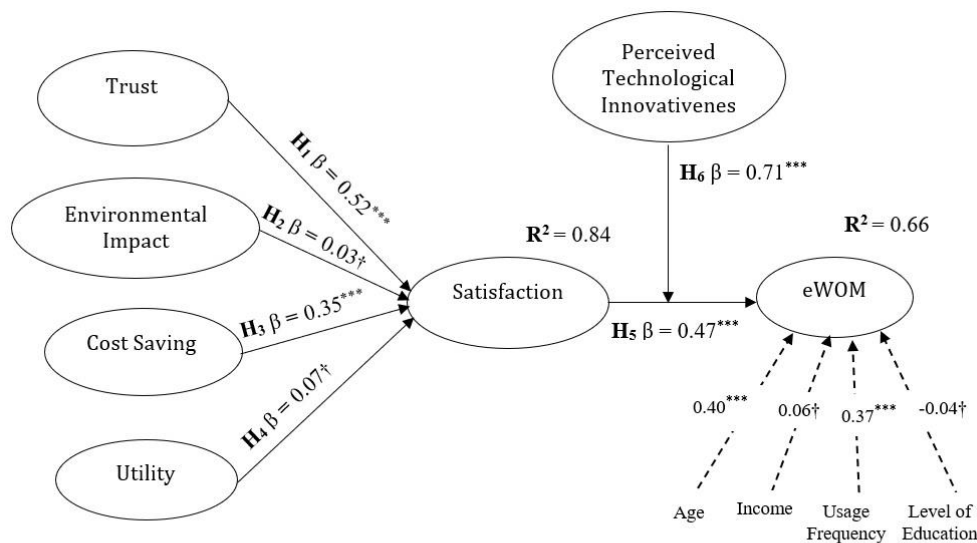 Trust
Environmental
Impact
Cost Saving
Utility
H1 β = 0.52***
H2 β = 0.03†
H3 β = 0.35***
H4 β = 0.07†
R2 = 0.84
Satisfaction
Perceived
Technological
Innovativenes
H6 β = 0.71***
H5 β = 0.47***
R2 = 0.66
eWOM
0.40***
0.06†
0.37***
-0.04†
Age
Income
Usage
Frequency
Level of
Education